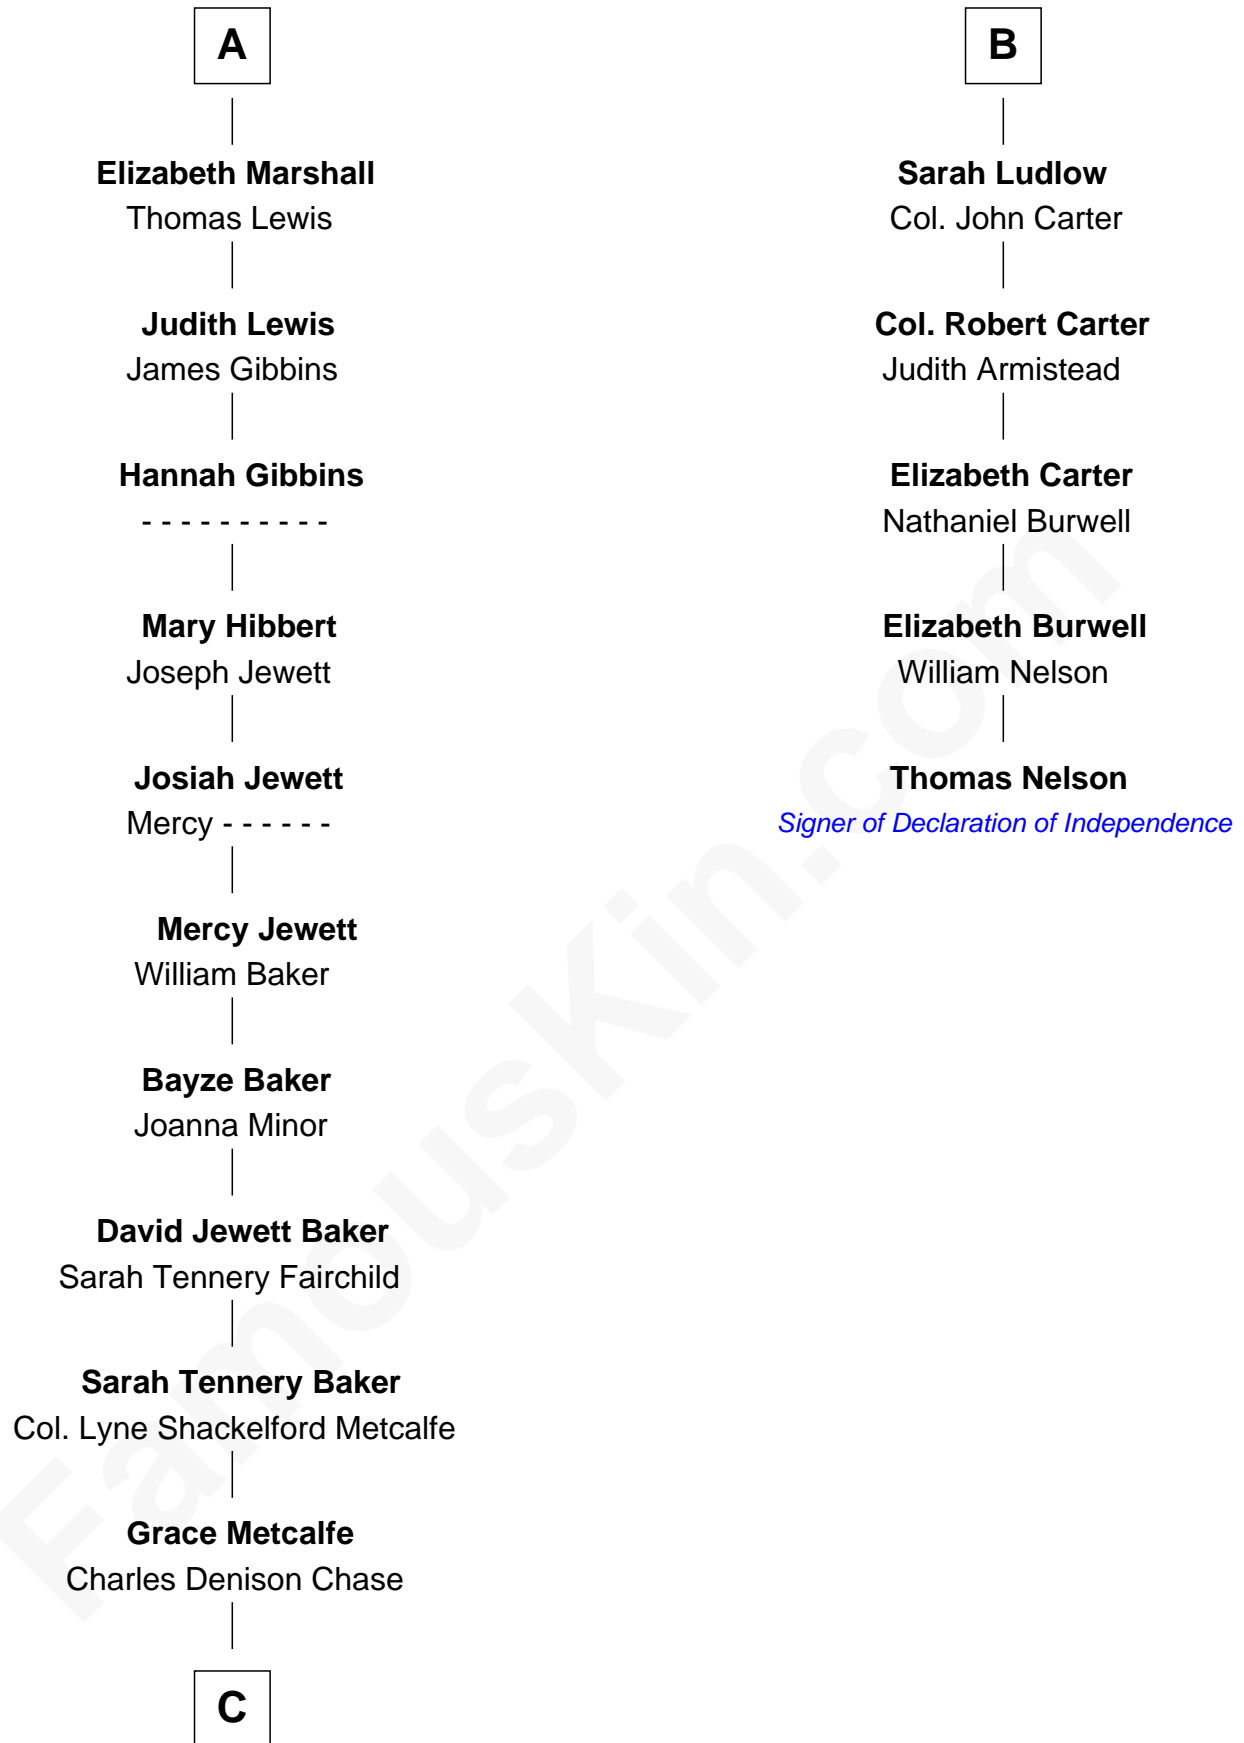 A
Elizabeth Marshall
Thomas Lewis
Judith Lewis
James Gibbins
Hannah Gibbins
- - - - - - - - - -
Mary Hibbert
Joseph Jewett
Josiah Jewett
Mercy - - - - - -
Mercy Jewett
William Baker
Bayze Baker
Joanna Minor
David Jewett Baker
Sarah Tennery Fairchild
Sarah Tennery Baker
Col. Lyne Shackelford Metcalfe
Grace Metcalfe
Charles Denison Chase
C
B
Sarah Ludlow
Col. John Carter
Col. Robert Carter
Judith Armistead
Elizabeth Carter
Nathaniel Burwell
Elizabeth Burwell
William Nelson
Thomas Nelson
Signer of Declaration of Independence
FamousKin.com